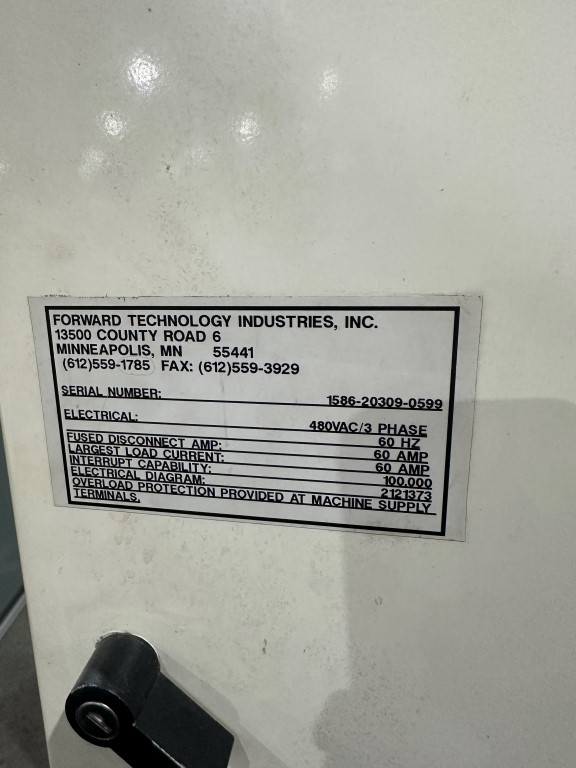 FORWARD TECHNOLOGY INDUSTRIES, INC.
13500 COUNTY ROAD 6
MINNEAPOLIS, MN 55441
(612)559-1785 FAX: (612)559-3929
SERIAL NUMBER: 1586-20309-0599
ELECTRICAL: 480VAC/3 PHASE
60 HZ
FUSED DISCONNECT AMP: 60 AMP
LARGEST LOAD CURRENT: 60 AMP
INTERRUPT CAPABILITY: 100,000
ELECTRICAL DIAGRAM: 2121373
OVERLOAD PROTECTION PROVIDED AT MACHINE SUPPLY
TERMINALS.